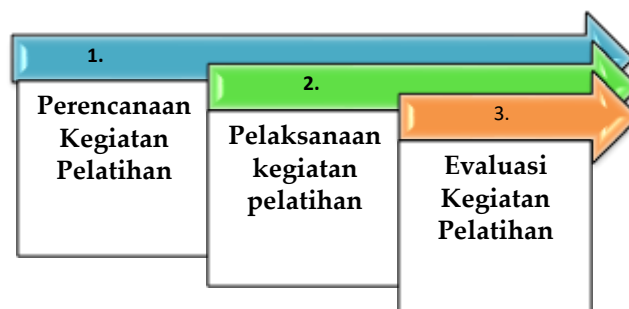 1.
Perencanaan
Kegiatan
Pelatihan
2.
Pelaksanaan
kegiatan
pelatihan
3.
Evaluasi
Kegiatan
Pelatihan